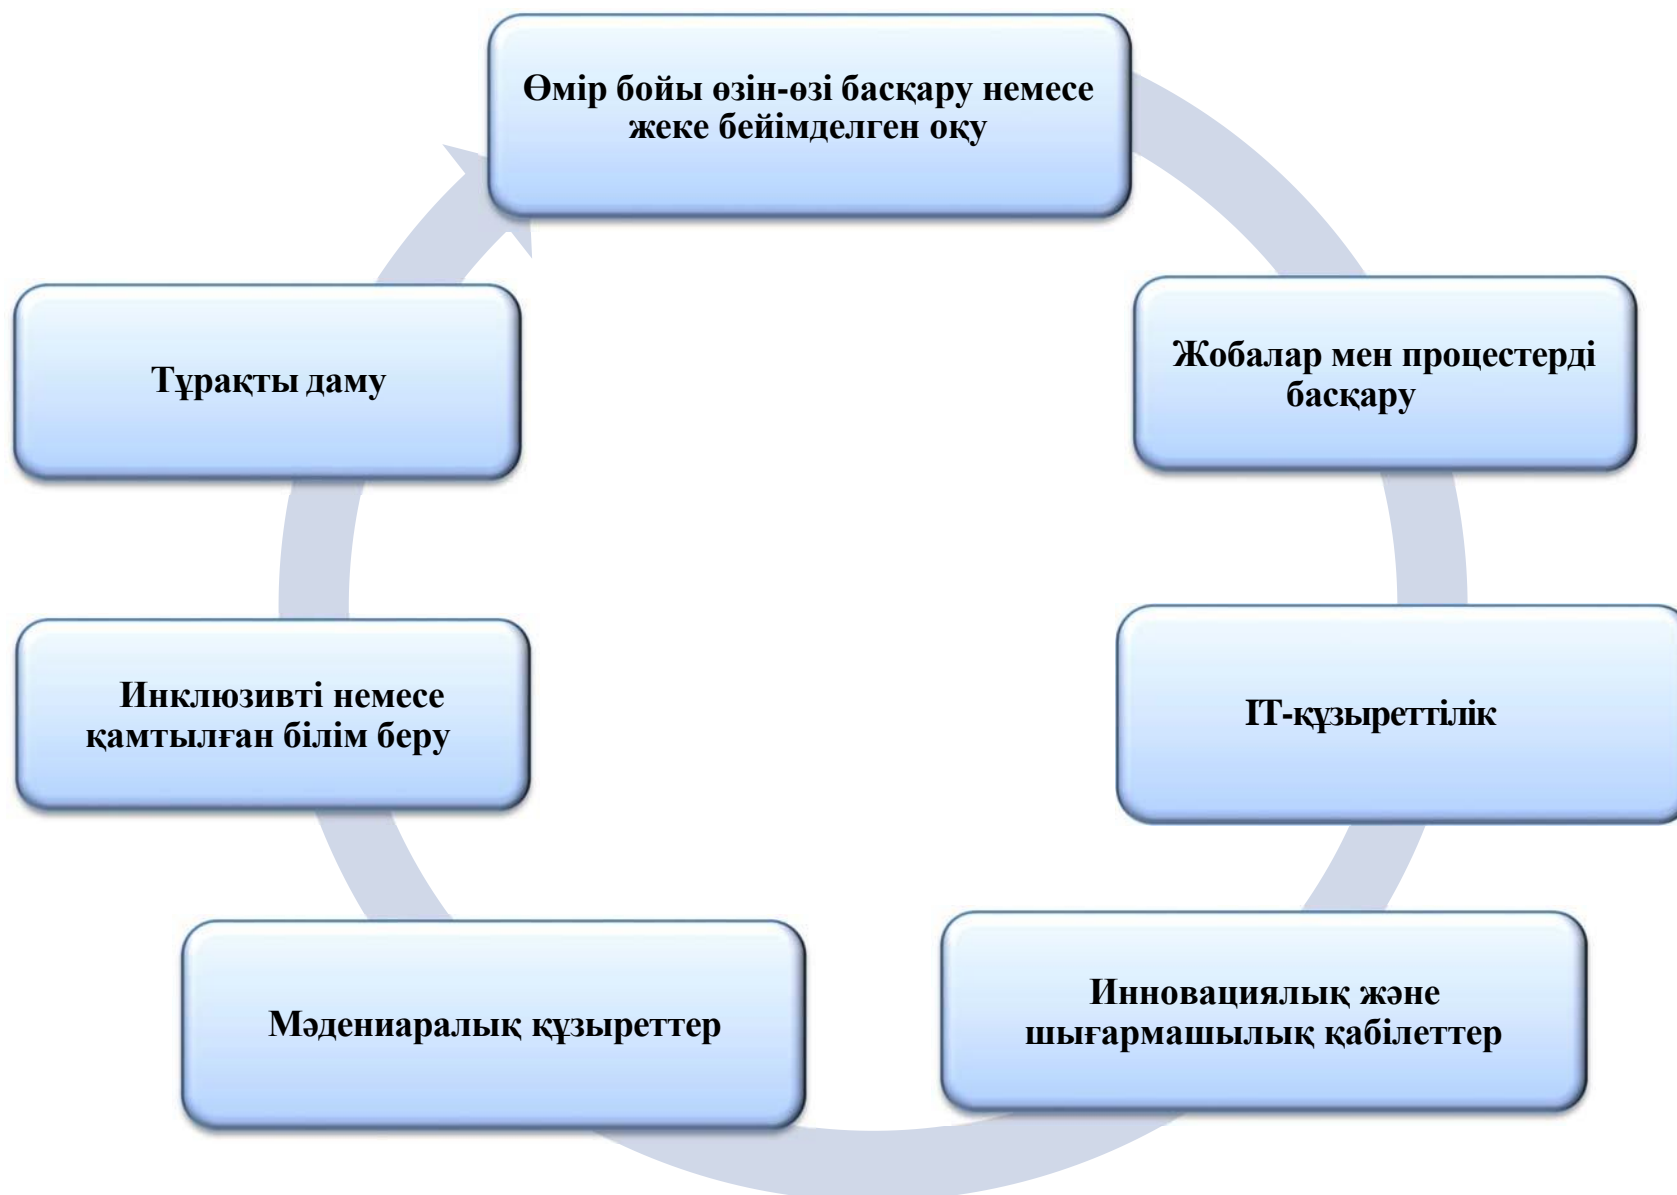 Өмір бойы өзін-өзі басқару немесе
жеке бейімделген оқу
Жобалар мен процестерді
басқару
IT-құзыреттілік
Инновациялық және
шығармашылық қабілеттер
Мәдениаралық құзыреттер
Инклюзивті немесе
қамтылған білім беру
Тұрақты даму